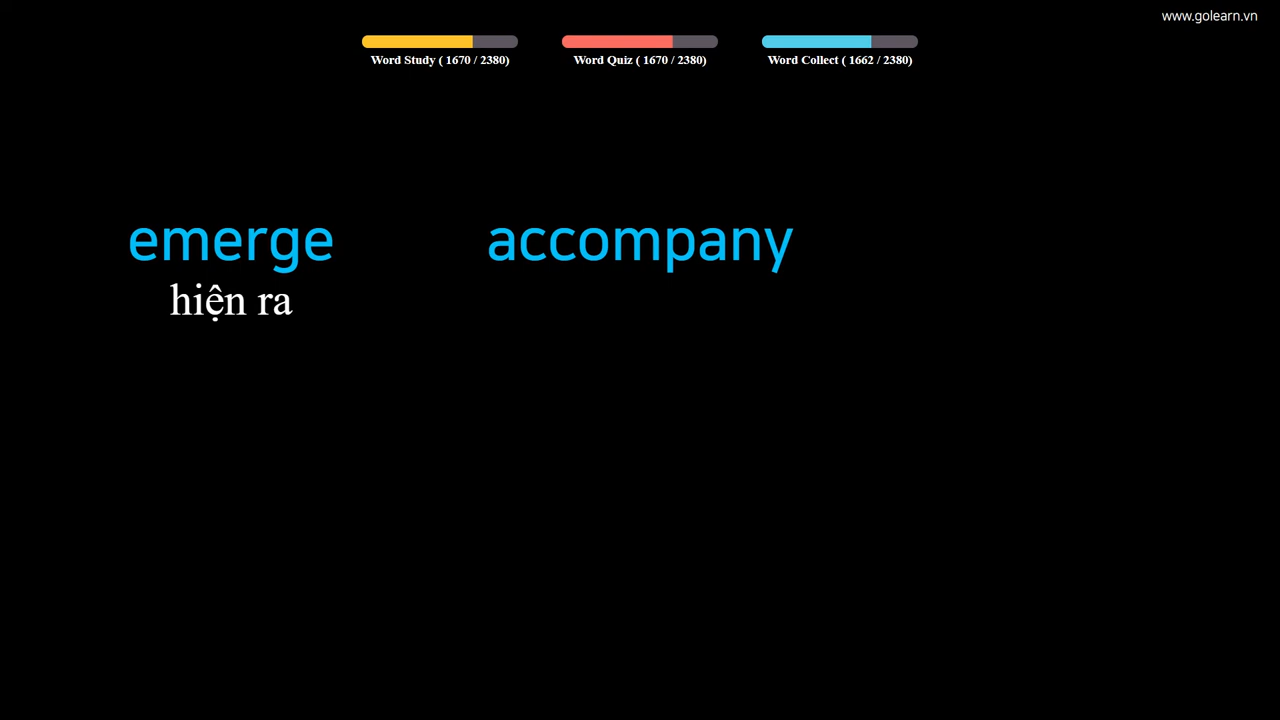 www.golearn.vn
Word Study ( 1670 / 2380)
Word Quiz ( 1670 / 2380)
Word Collect ( 1662 / 2380)
emerge
hiện ra
accompany